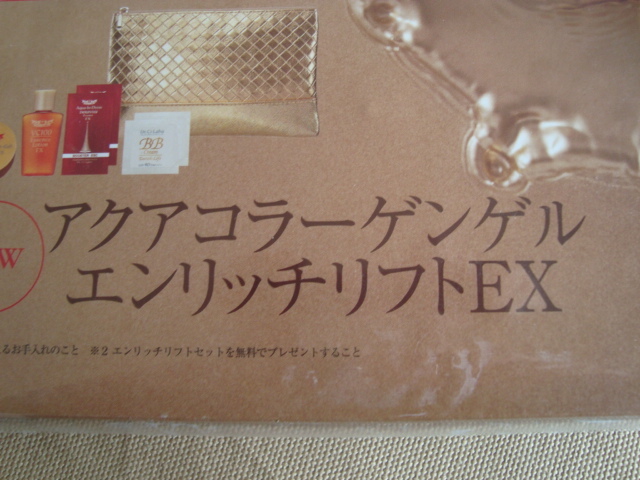 BB
W
アクアコラーゲンゲル
エンリッチリフトEX
るお手入れのこと ※2 エンリッチリフトセットを無料でプレゼントすること